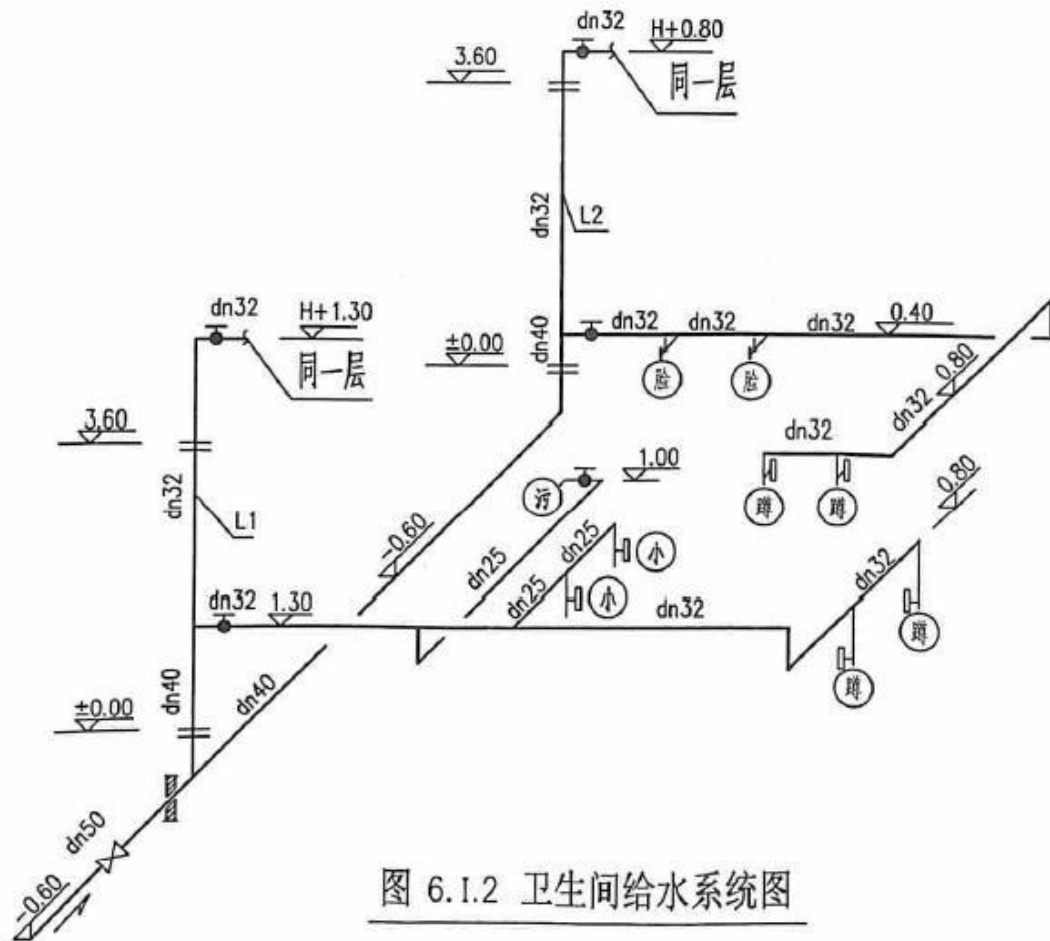 dn32
H+0.80
3.60
同一层
dn32
L2
dn32
H+1.30
同一层
dn40
±0.00
dn32
dn32
dn32
0.40
脸
脸
0.80
dn32
3.60
dn32
L1
dn32
蹲
蹲
0.80
污
1.00
-0.60
dn25
dn25
小
dn25
小
dn32
1.30
dn32
dn32
蹲
蹲
dn40
dn40
±0.00
dn50
-0.60
图 6.1.2 卫生间给水系统图